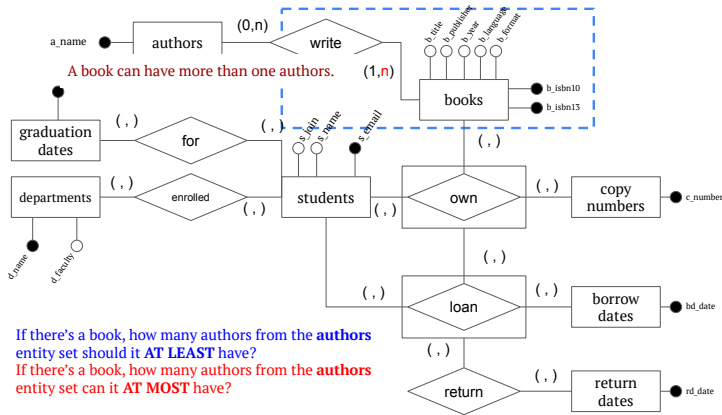 a_name
authors
(0,n)
write
b_title
b_publisher
b_year
b_language
b_format
A book can have more than one authors.
(1,n)
books
b_isbn10
b_isbn13
graduation
dates
( , )
for
( , )
s_join
s_name
s_email
( , )
departments
( , )
enrolled
( , )
students
( , )
own
( , )
copy
numbers
c_number
d_name
d_faculty
( , )
( , )
loan
( , )
borrow
dates
bd_date
If there's a book, how many authors from the authors
entity set should it AT LEAST have?
If there's a book, how many authors from the authors
entity set can it AT MOST have?
( , )
return
( , )
return
dates
rd_date